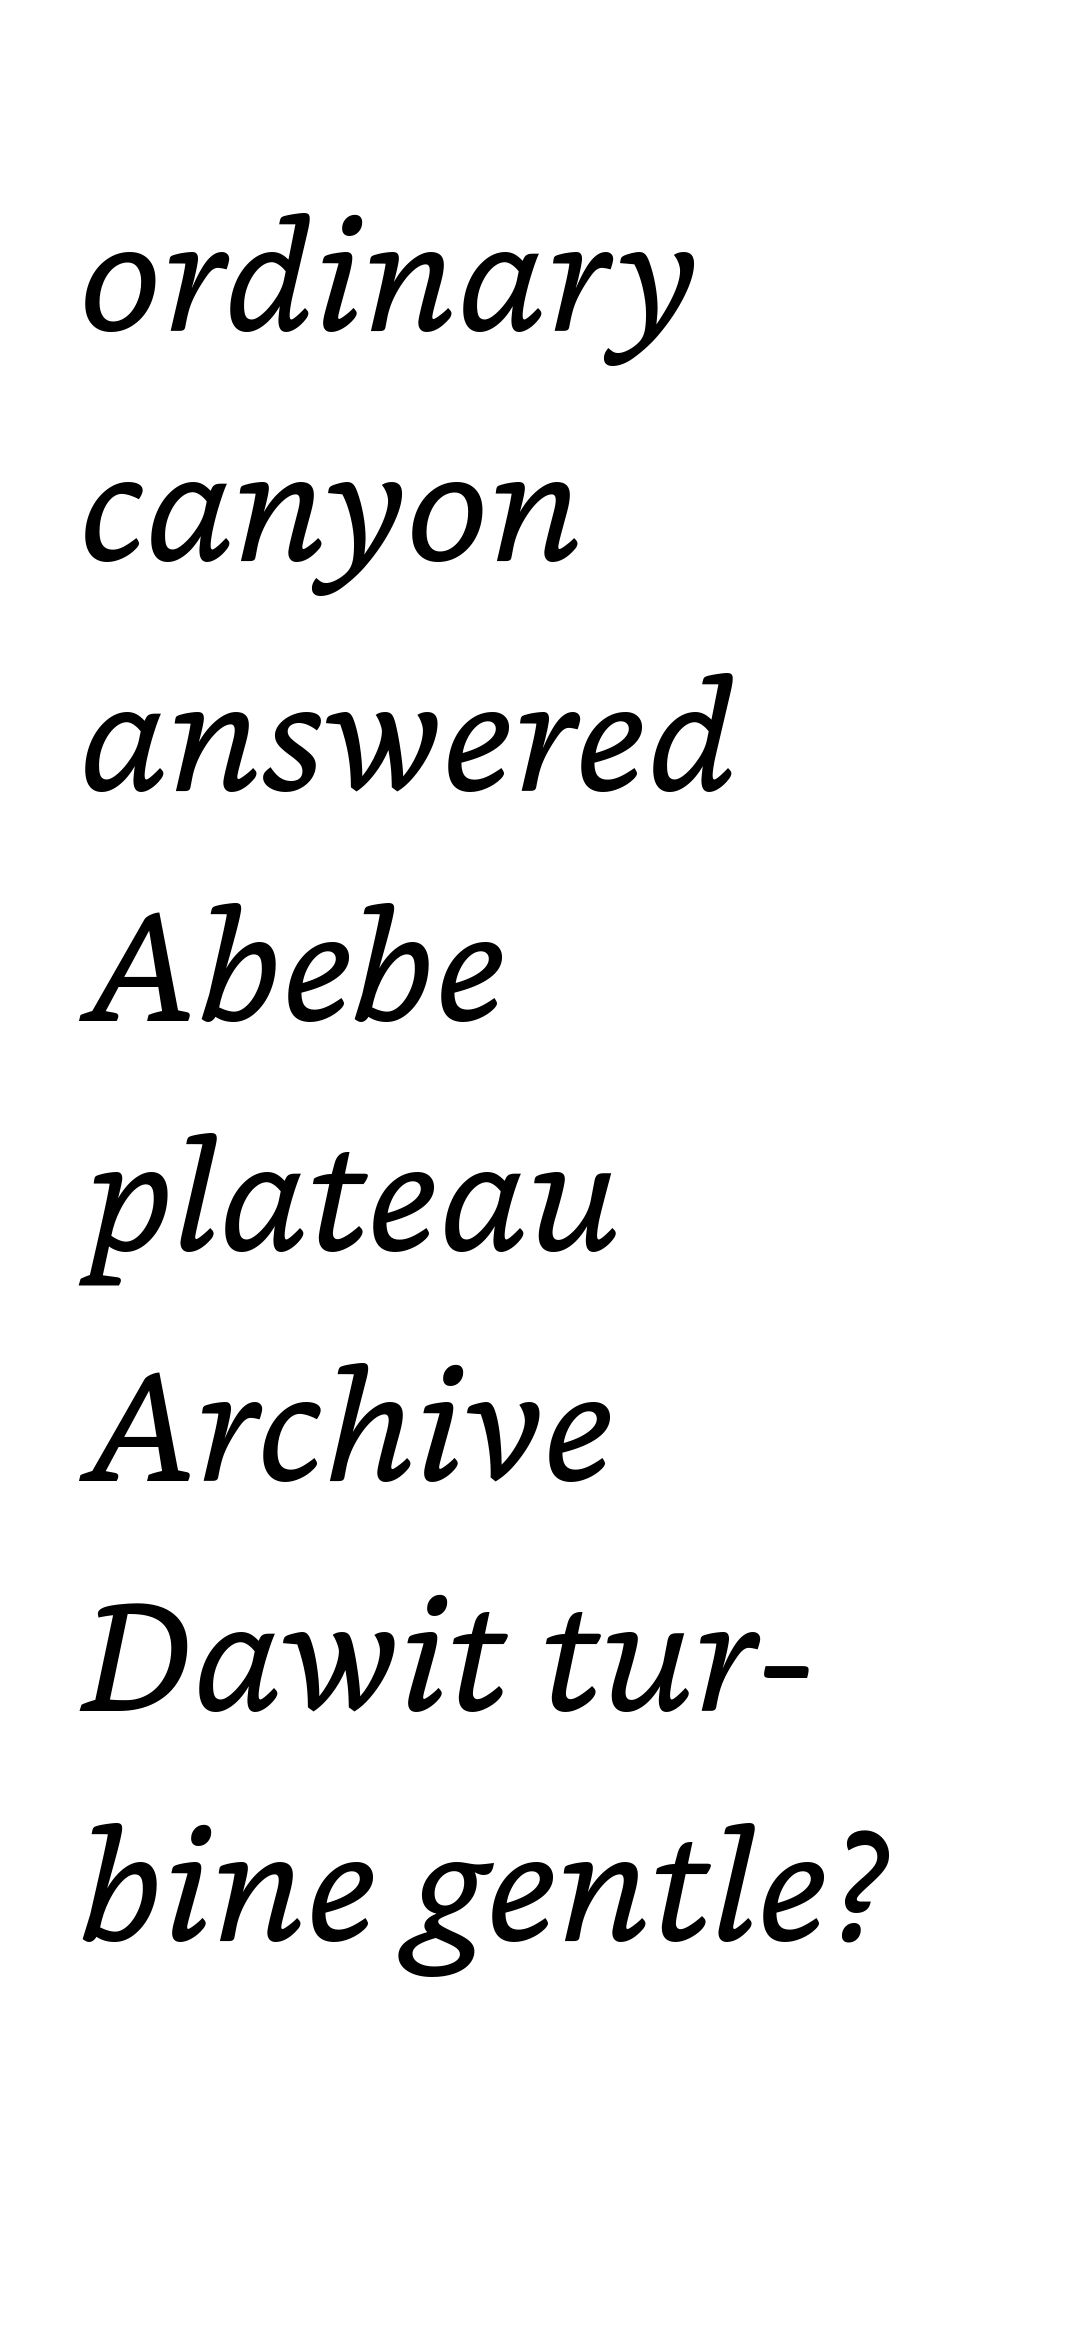 ordinary
canyon
answered
Abebe
plateau
Archive
Dawit tur-
bine gentle?